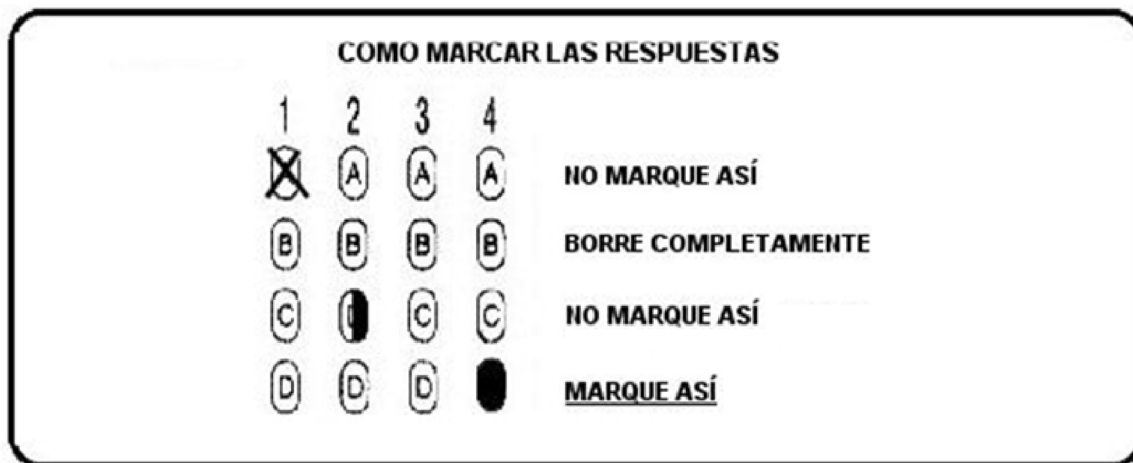 COMO MARCAR LAS RESPUESTAS
1 2 3 4
A A A NO MARQUE ASÍ
B B B B BORRE COMPLETAMENTE
C C C NO MARQUE ASÍ
D D D MARQUE ASÍ